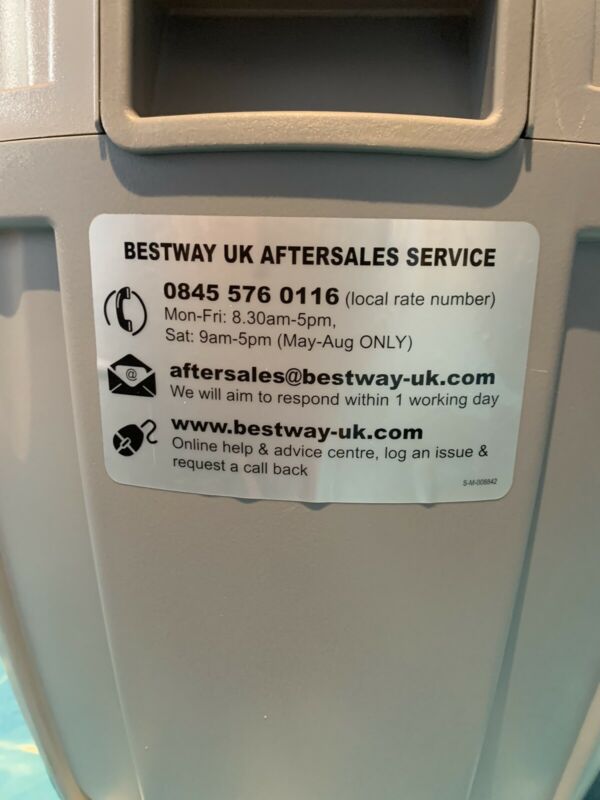 BESTWAY UK AFTERSALES SERVICE
0845 576 0116 (local rate number)
Mon-Fri: 8.30am-5pm,
Sat: 9am-5pm (May-Aug ONLY)
@
aftersales@bestway-uk.com
We will aim to respond within 1 working day
www.bestway-uk.com
Online help & advice centre, log an issue &
request a call back
S-M-008842